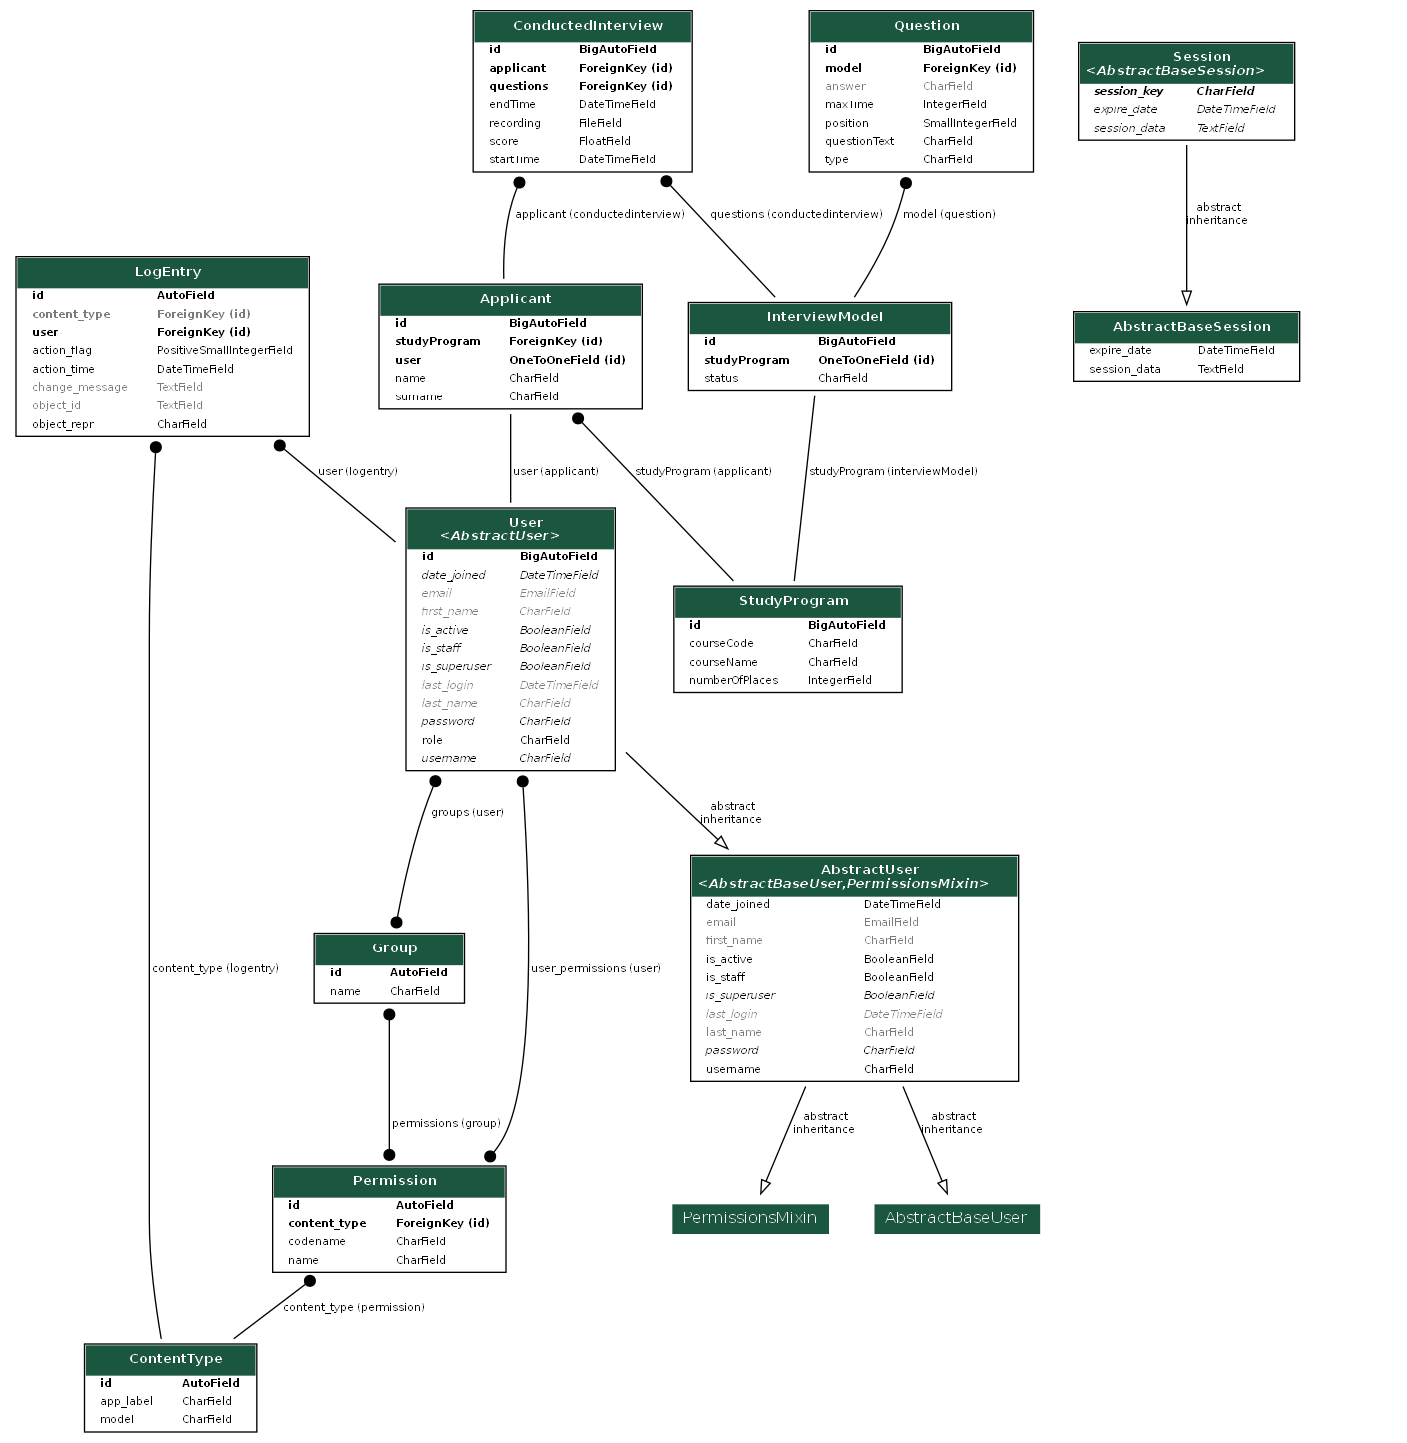 ConductedInterview
id BigAutoField
applicant ForeignKey (id)
questions ForeignKey (id)
endTime DateTimeField
recording FileField
score FloatField
startTime DateTimeField
Question
id BigAutoField
model ForeignKey (id)
answer CharField
maxTime IntegerField
position SmallIntegerField
questionText CharField
type CharField
Session
<AbstractBaseSession>
session_key CharField
expire_date DateTimeField
session_data TextField
applicant (conductedinterview)
questions (conductedinterview)
model (question)
abstract
inheritance
LogEntry
id AutoField
content_type ForeignKey (id)
user ForeignKey (id)
action_flag PositiveSmallIntegerField
action_time DateTimeField
change_message TextField
object_id TextField
object_repr CharField
Applicant
id BigAutoField
studyProgram ForeignKey (id)
user OneToOneField (id)
name CharField
surname CharField
InterviewModel
id BigAutoField
studyProgram OneToOneField (id)
status CharField
AbstractBaseSession
expire_date DateTimeField
session_data TextField
user (logentry)
user (applicant)
studyProgram (applicant)
studyProgram (interviewModel)
User
<AbstractUser>
id BigAutoField
date_joined DateTimeField
email EmailField
first_name CharField
is_active BooleanField
is_staff BooleanField
is_superuser BooleanField
last_login DateTimeField
last_name CharField
password CharField
role CharField
username CharField
StudyProgram
id BigAutoField
courseCode CharField
courseName CharField
numberOfPlaces IntegerField
groups (user)
abstract
inheritance
AbstractUser
<AbstractBaseUser,PermissionsMixin>
date_joined DateTimeField
email EmailField
first_name CharField
is_active BooleanField
is_staff BooleanField
is_superuser BooleanField
last_login DateTimeField
last_name CharField
password CharField
username CharField
Group
id AutoField
name CharField
content_type (logentry)
user_permissions (user)
permissions (group)
abstract
inheritance
abstract
inheritance
Permission
id AutoField
content_type ForeignKey (id)
codename CharField
name CharField
PermissionsMixin
AbstractBaseUser
content_type (permission)
ContentType
id AutoField
app_label CharField
model CharField